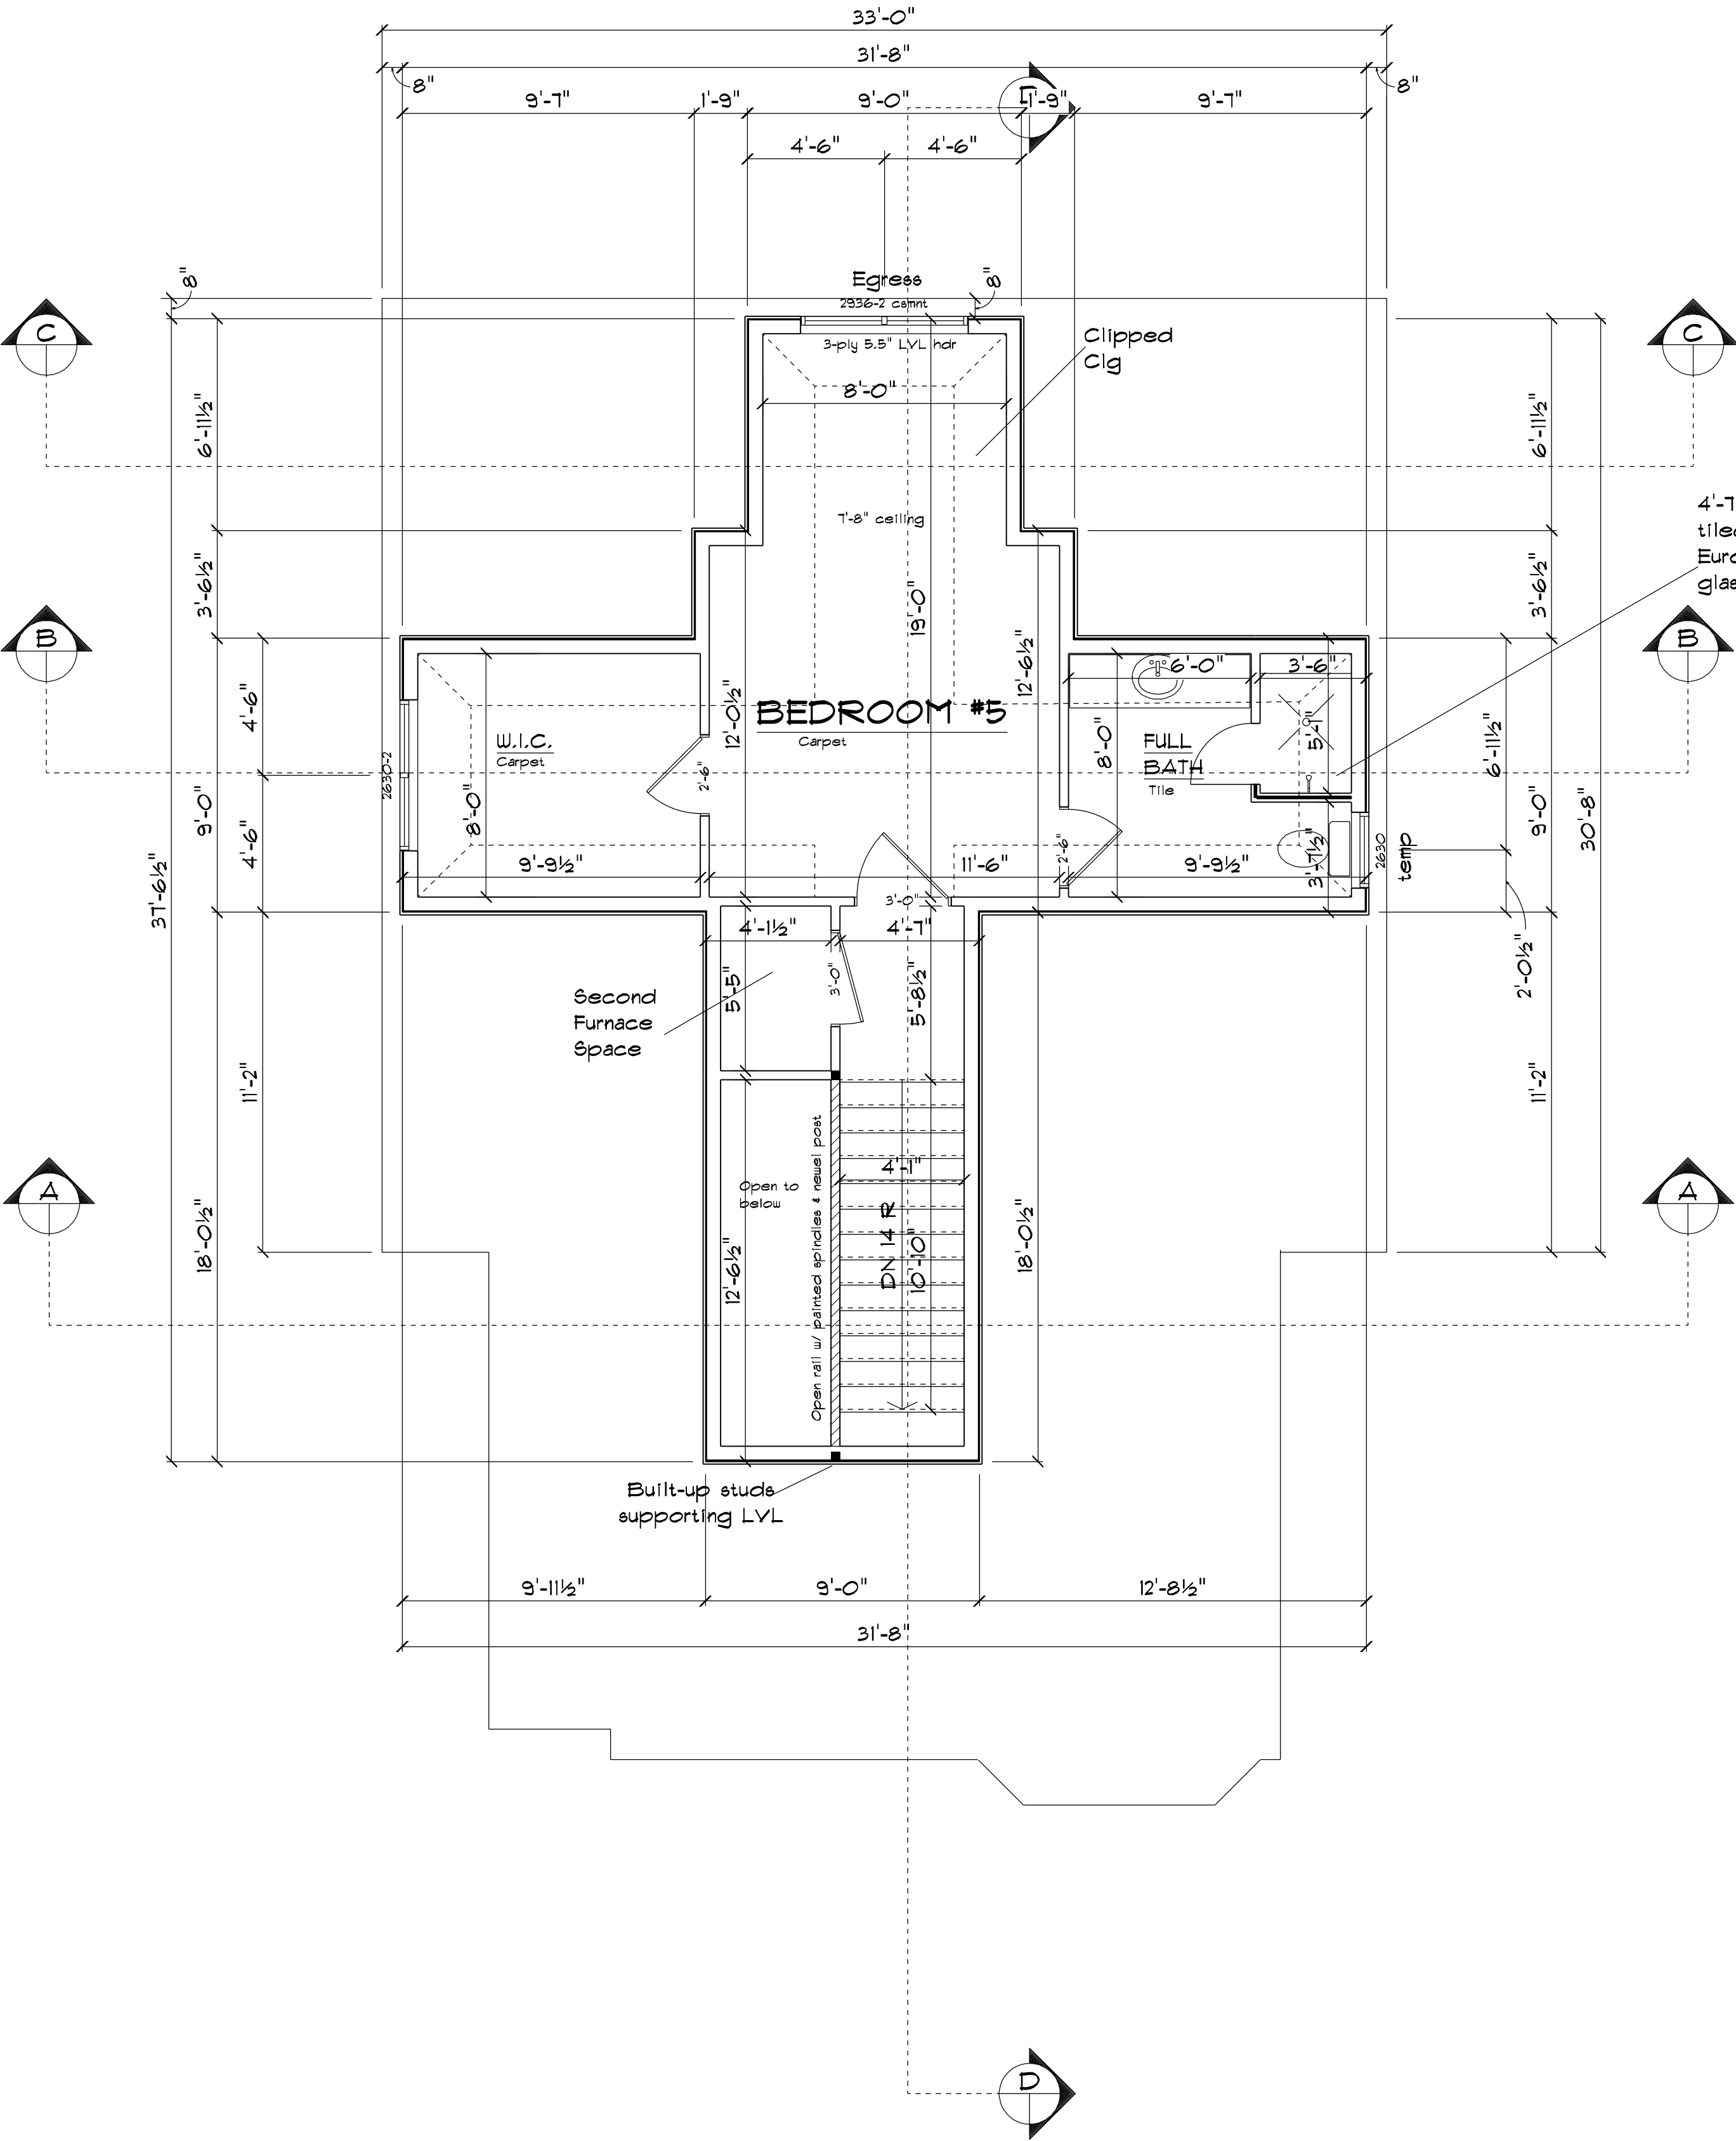 33'-0"
31'-8"
8"
8"
9'-7"
1'-9"
9'-0"
1'-9"
9'-7"
4'-6"
4'-6"
8"
Egress
8"
2936-2 csmnt
C
C
3-ply 5.5" LVL hdr
Clipped
Clg
8'-0"
6'-11½"
6'-11½"
7'-8" ceiling
4'-7
tiled
Euro
glas
3'-6½"
19'-0"
3'-6½"
B
B
12'-6½"
6'-0"
3'-6"
4'-6"
12'-0½"
BEDROOM #5
Carpet
W.I.C.
Carpet
8'-0"
FULL
BATH
Tile
5'-1"
6'-11½"
2630-2
2'-6"
8'-0"
9'-0"
4'-6"
9'-0"
30'-8"
37'-6½"
9'-9½"
11'-6"
2'-6"
9'-9½"
3'-7½"
2630
temp
3'-0"
4'-1½"
4'-7"
2'-0½"
5'-5"
3'-0"
5'-8½"
Second
Furnace
Space
11'-2"
11'-2"
A
A
4'-1"
Open to
below
Open rail w/ painted spindles & newel post
DN 14 R
10'-10"
18'-0½"
12'-6½"
18'-0½"
Built-up studs
supporting LVL
9'-11½"
9'-0"
12'-8½"
31'-8"
D